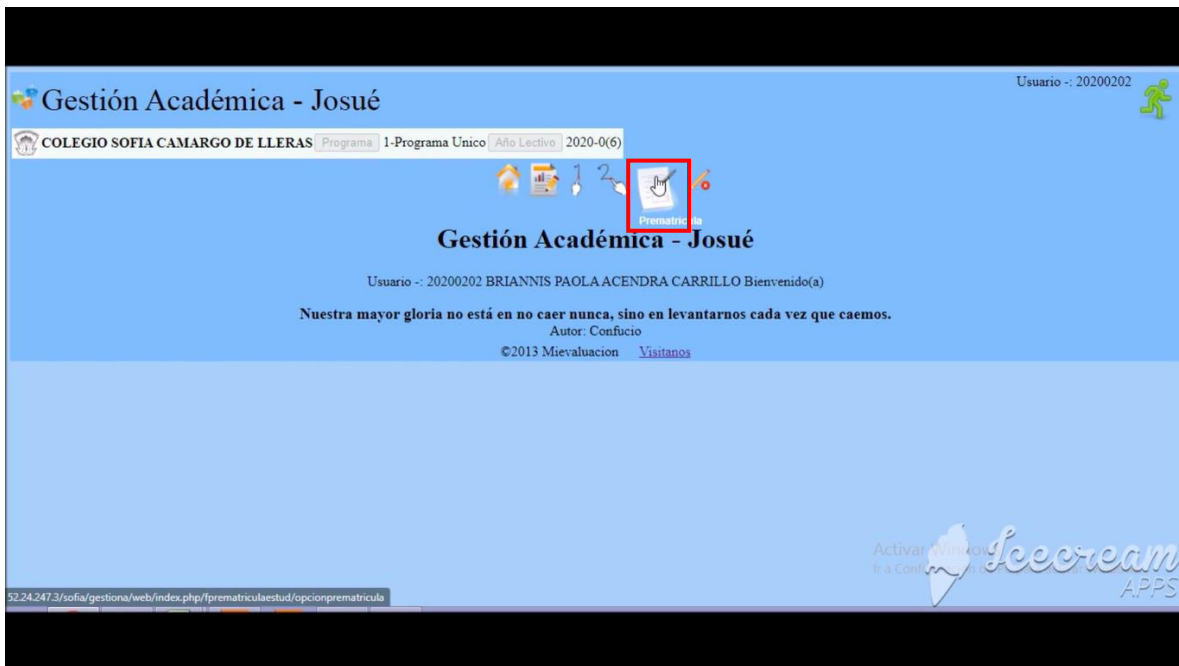 Usuario -: 20200202
Gestión Académica - Josué
COLEGIO SOFIA CAMARGO DE LLERAS Programa 1-Programa Unico Año Lectivo 2020-0(6)
1 2
Prematricula
Gestión Académica - Josué
Usuario -: 20200202 BRIANNIS PAOLA ACENDRA CARRILLO Bienvenido(a)
Nuestra mayor gloria no está en no caer nunca, sino en levantarnos cada vez que caemos.
Autor: Confucio
©2013 Mievaluacion Visitanos
Activar
Icecream
Ir a
APPS
52.24.247.3/sofia/gestiona/web/index.php/fprematriculaestud/opcionprematricula